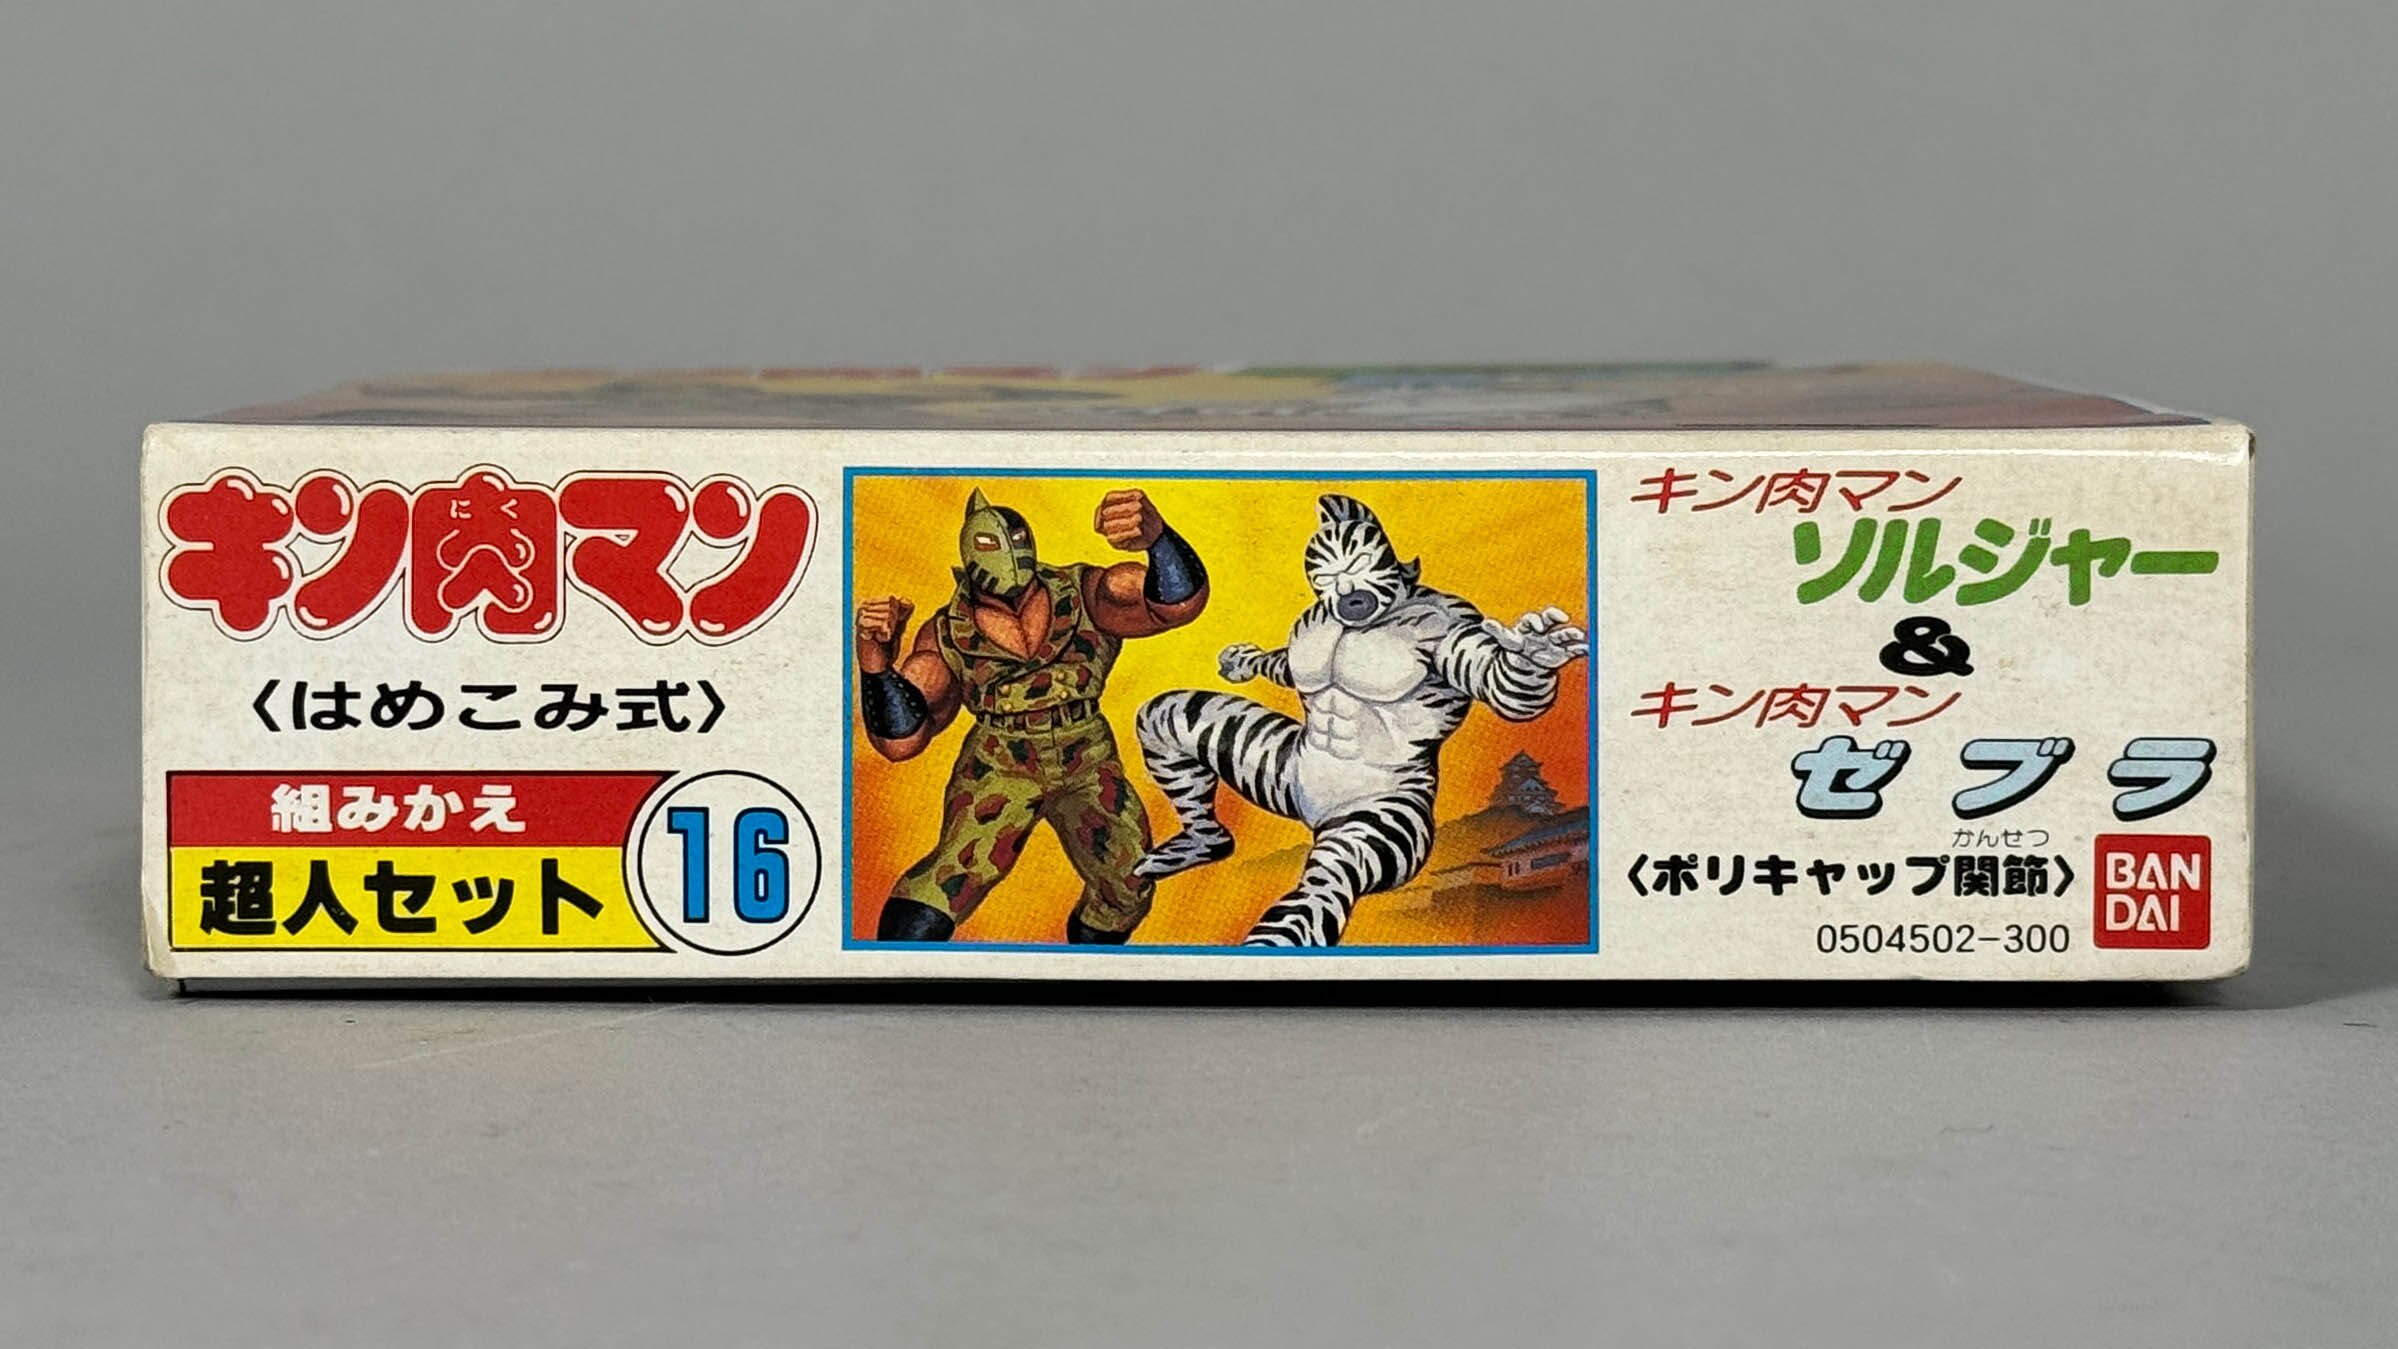 キン肉マン
にく
〈はめこみ式〉
組みかえ
超人セット
16
キン肉マン
ソルジャー
&
キン肉マン
ゼブラ
かんせつ
〈ポリキャップ関節〉
0504502-300
BAN
DAI